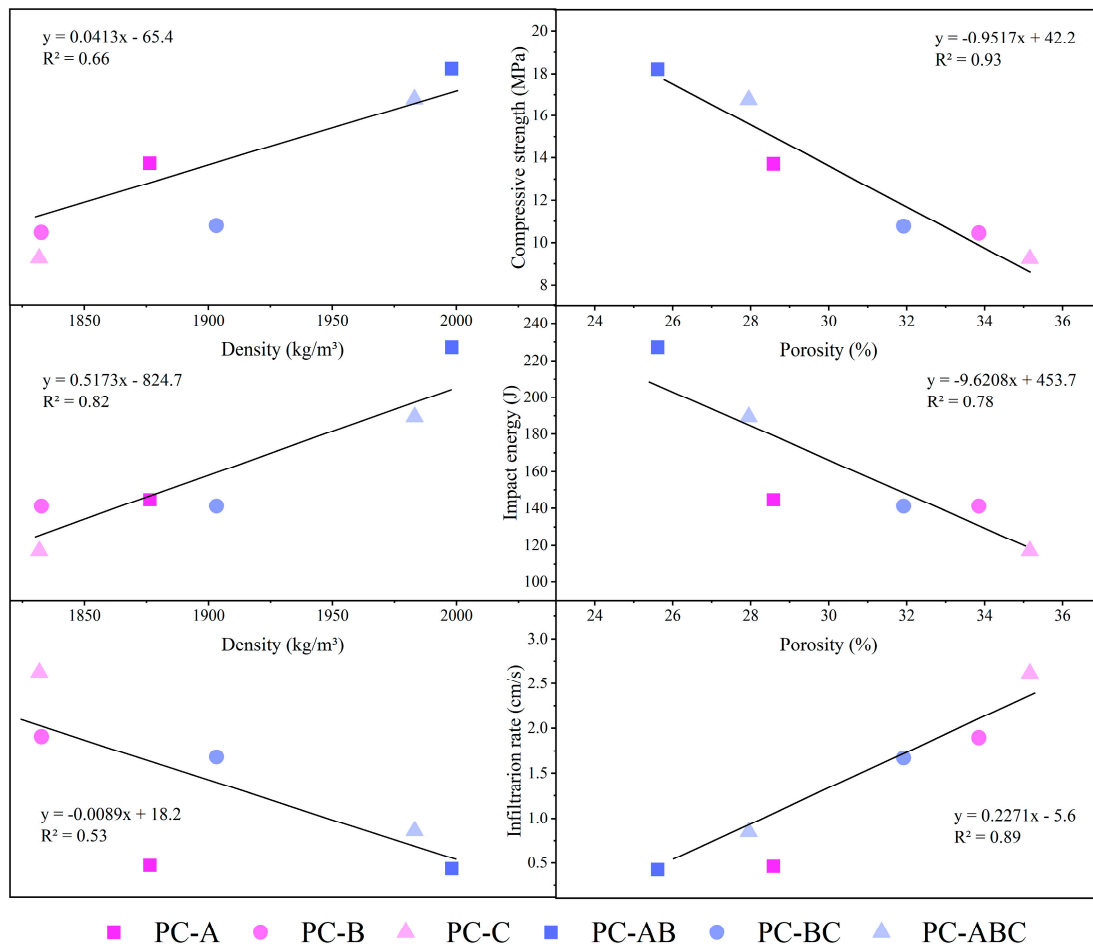 y = 0.0413x - 65.4
R² = 0.66
y = -0.9517x + 42.2
R² = 0.93
Compressive strength (MPa)
20
18
16
14
12
10
8
1850
1900
1950
2000
Density (kg/m³)
24
26
28
30
32
34
36
Porosity (%)
y = 0.5173x - 824.7
R² = 0.82
y = -9.6208x + 453.7
R² = 0.78
Impact energy (J)
240
220
200
180
160
140
120
100
1850
1900
1950
2000
Density (kg/m³)
24
26
28
30
32
34
36
Porosity (%)
y = -0.0089x + 18.2
R² = 0.53
Infiltrarion rate (cm/s)
3.0
2.5
2.0
1.5
1.0
0.5
y = 0.2271x - 5.6
R² = 0.89
PC-A PC-B PC-C PC-AB PC-BC PC-ABC